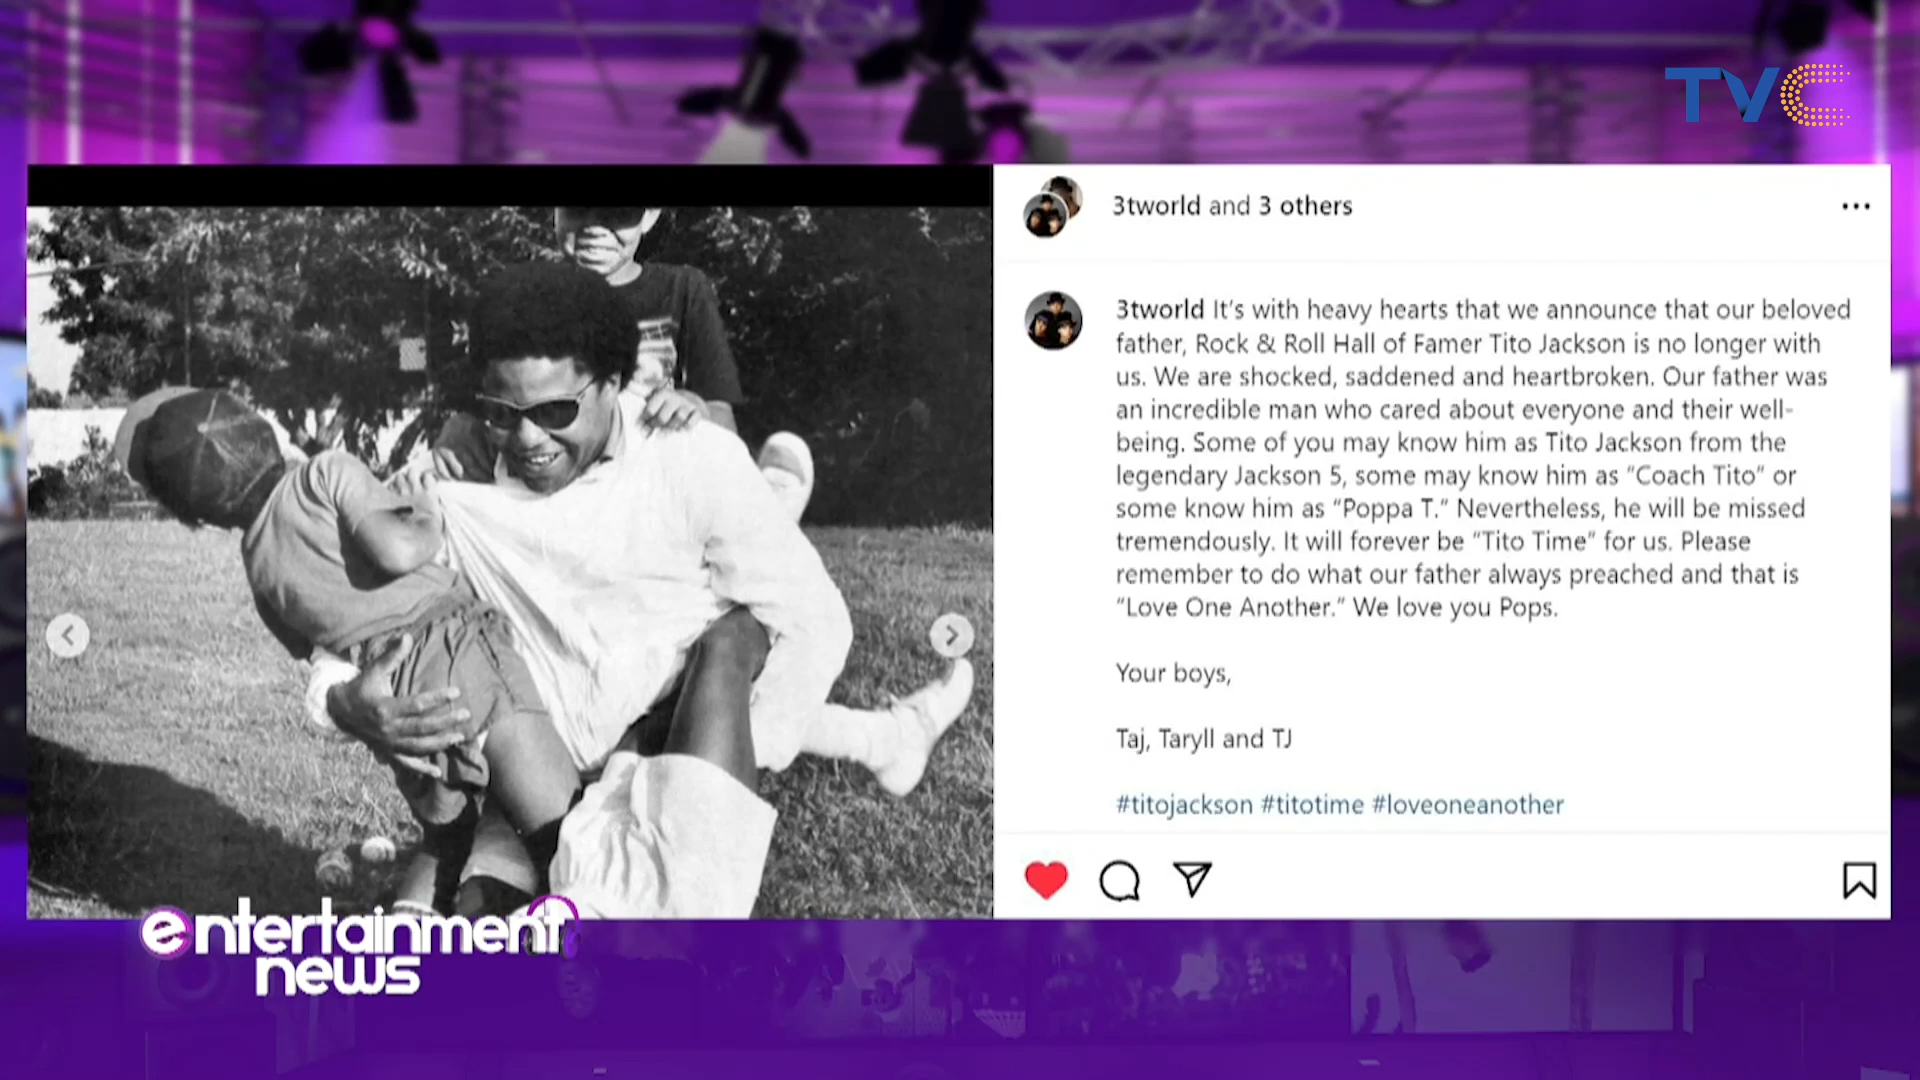 TVC
3tworld and 3 others
3tworld It's with heavy hearts that we announce that our beloved
father, Rock & Roll Hall of Famer Tito Jackson is no longer with
us. We are shocked, saddened and heartbroken. Our father was
an incredible man who cared about everyone and their well-
being. Some of you may know him as Tito Jackson from the
legendary Jackson 5, some may know him as “Coach Tito” or
some know him as “Poppa T.” Nevertheless, he will be missed
tremendously. It will forever be “Tito Time” for us. Please
remember to do what our father always preached and that is
“Love One Another.” We love you Pops.
Your boys,
Taj, Taryll and TJ
#titojackson #titotime #loveoneanother
entertainment
news